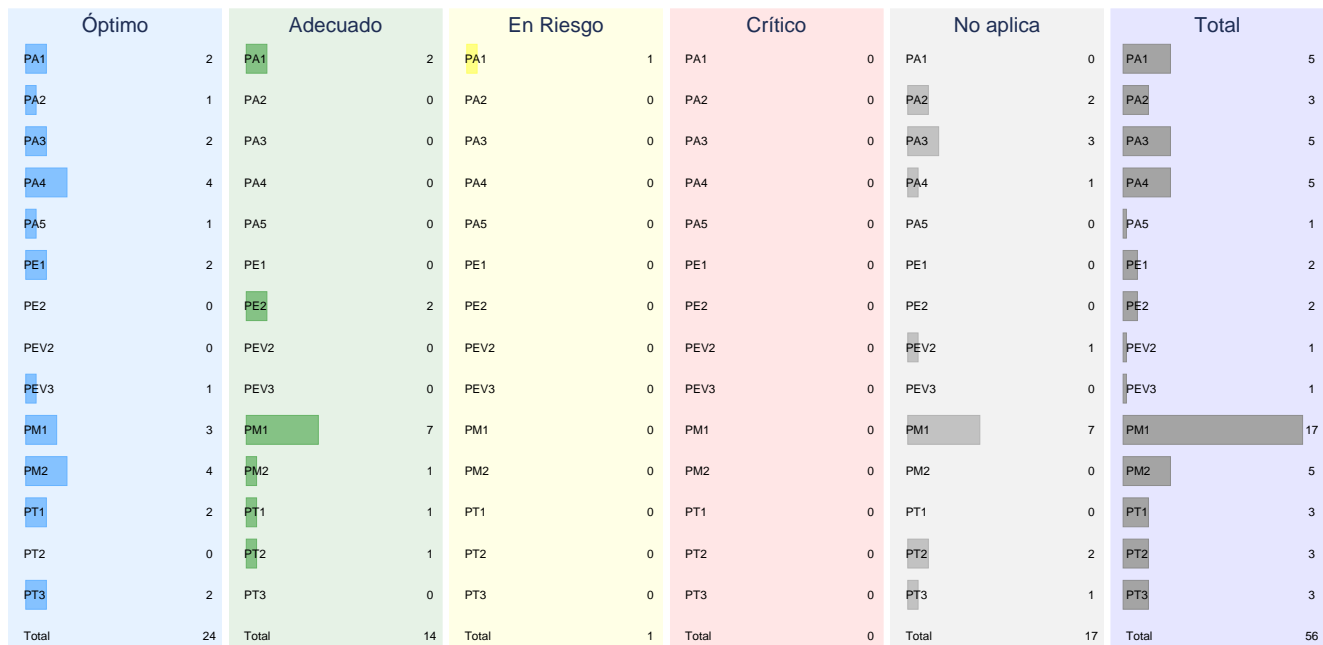 Óptimo Adecuado En Riesgo Crítico No aplica Total
PA1 2 PA1 2 PA1 1 PA1 0 PA1 0 PA1 5
PA2 1 PA2 0 PA2 0 PA2 0 PA2 2 PA2 3
PA3 2 PA3 0 PA3 0 PA3 0 PA3 3 PA3 5
PA4 4 PA4 0 PA4 0 PA4 0 PA4 1 PA4 5
PA5 1 PA5 0 PA5 0 PA5 0 PA5 0 PA5 1
PE1 2 PE1 0 PE1 0 PE1 0 PE1 0 PE1 2
PE2 0 PE2 2 PE2 0 PE2 0 PE2 0 PE2 2
PEV2 0 PEV2 0 PEV2 0 PEV2 0 PEV2 1 PEV2 1
PEV3 1 PEV3 0 PEV3 0 PEV3 0 PEV3 0 PEV3 1
PM1 3 PM1 7 PM1 0 PM1 0 PM1 7 PM1 17
PM2 4 PM2 1 PM2 0 PM2 0 PM2 0 PM2 5
PT1 2 PT1 1 PT1 0 PT1 0 PT1 0 PT1 3
PT2 0 PT2 1 PT2 0 PT2 0 PT2 2 PT2 3
PT3 2 PT3 0 PT3 0 PT3 0 PT3 1 PT3 3
Total 24 Total 14 Total 1 Total 0 Total 17 Total 56